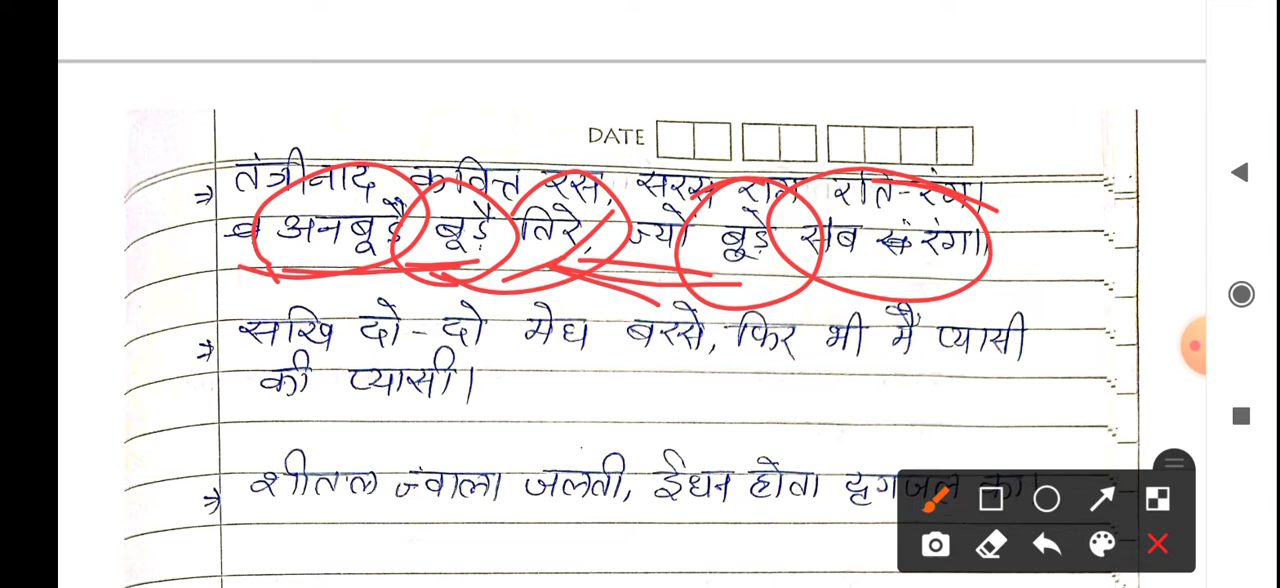 DATE
⇒ तंत्रीनाद कवित्त रस, सरस राग रति-रंग।
अनबूड़ै बूड़ै तिरे, ज्यों बूड़े सब रंग॥
⇒ सखि दो-दो मेघ बरसे, फिर भी मैं प्यासी
की प्यासी।
⇒ शीतल ज्वाला जलती, ईंधन होता दृगजल का।